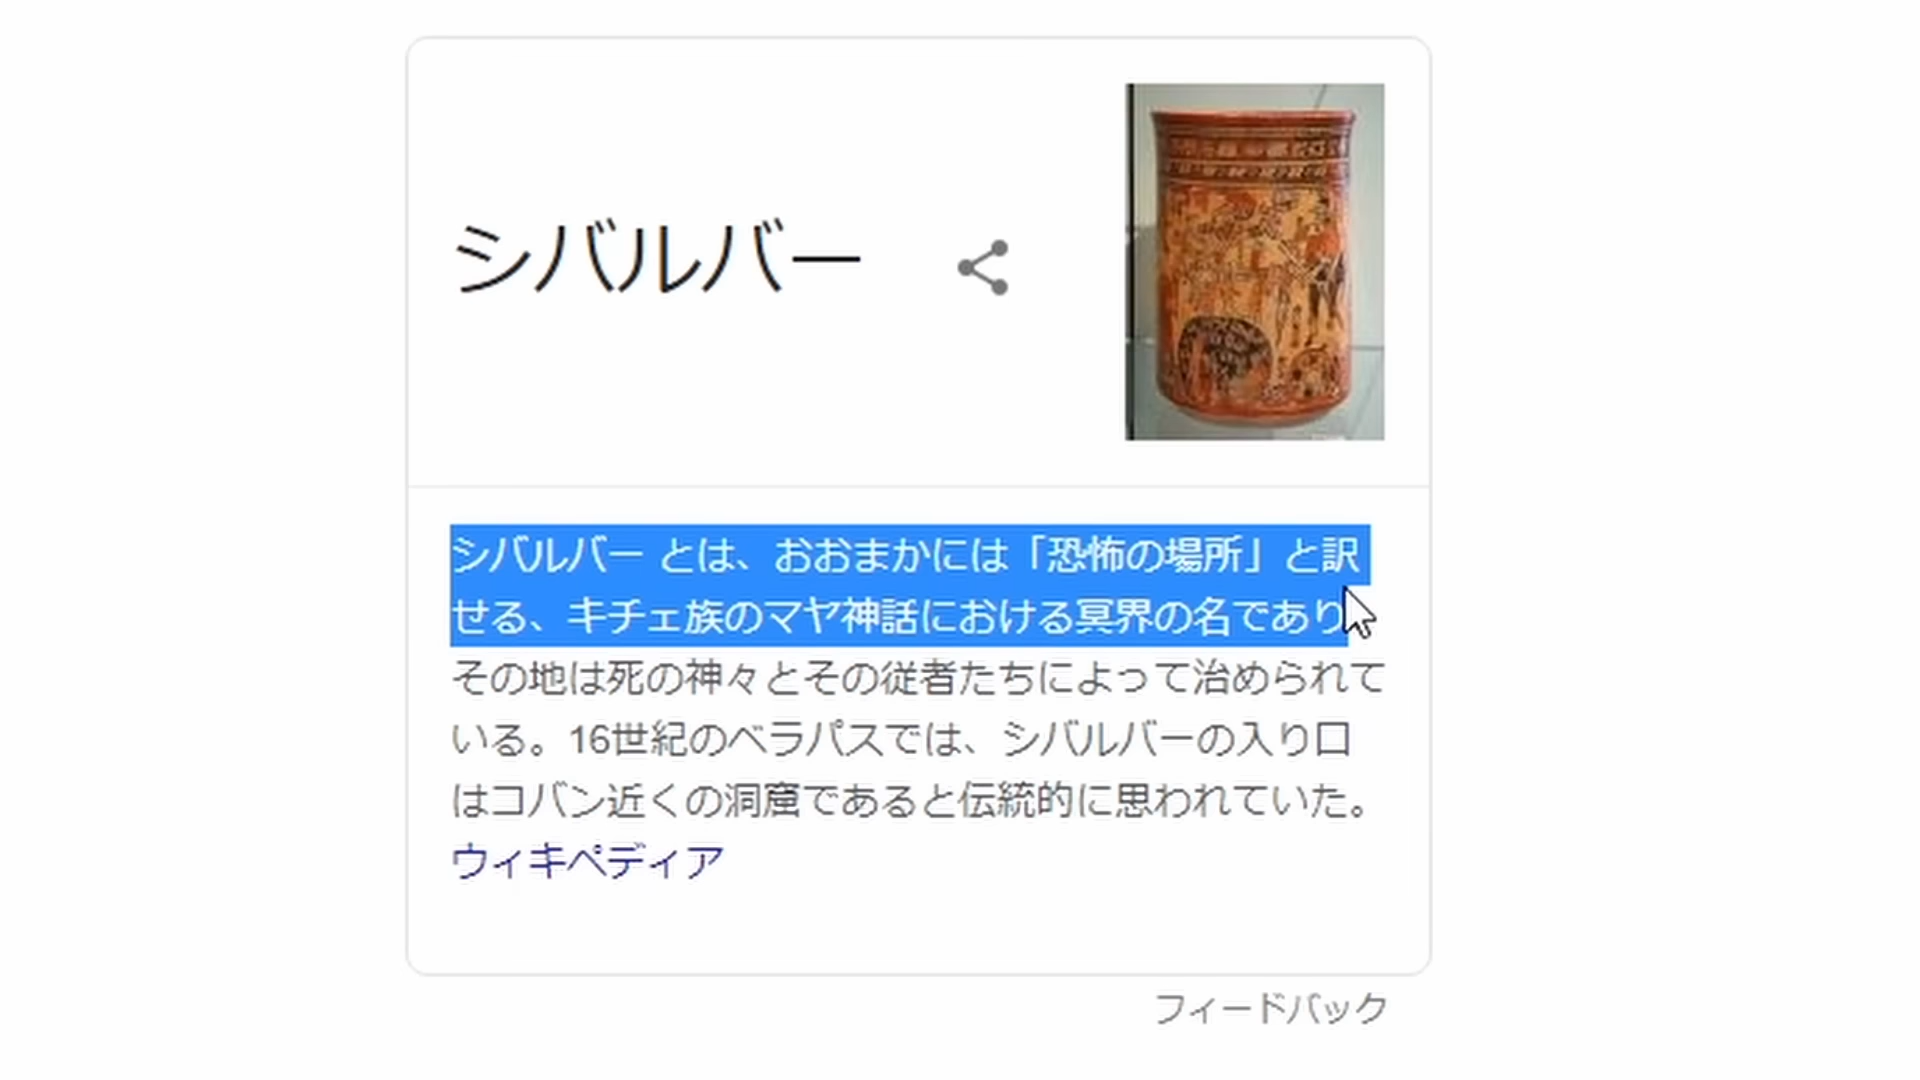 シバルバー
シバルバー とは、おおまかには「恐怖の場所」と訳
せる、キチェ族のマヤ神話における冥界の名であり
その地は死の神々とその従者たちによって治められて
いる。16世紀のベラパスでは、シバルバーの入り口
はコバン近くの洞窟であると伝統的に思われていた。
ウィキペディア
フィードバック